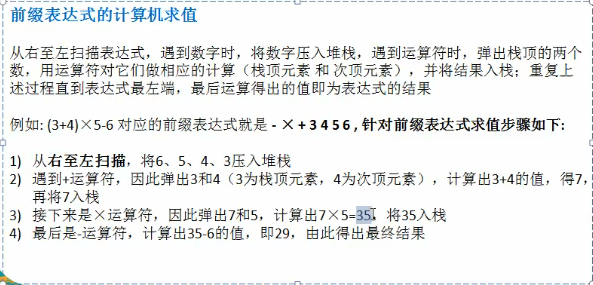 前缀表达式的计算机求值
从右至左扫描表达式，遇到数字时，将数字压入堆栈，遇到运算符时，弹出栈顶的两个
数，用运算符对它们做相应的计算（栈顶元素 和 次顶元素），并将结果入栈；重复上
述过程直到表达式最左端，最后运算得出的值即为表达式的结果
例如: (3+4)×5-6 对应的前缀表达式就是 - × + 3 4 5 6 , 针对前缀表达式求值步骤如下:
1) 从右至左扫描，将6、5、4、3压入堆栈
2) 遇到+运算符，因此弹出3和4（3为栈顶元素，4为次顶元素），计算出3+4的值，得7，
再将7入栈
3) 接下来是×运算符，因此弹出7和5，计算出7×5=35，将35入栈
4) 最后是-运算符，计算出35-6的值，即29，由此得出最终结果